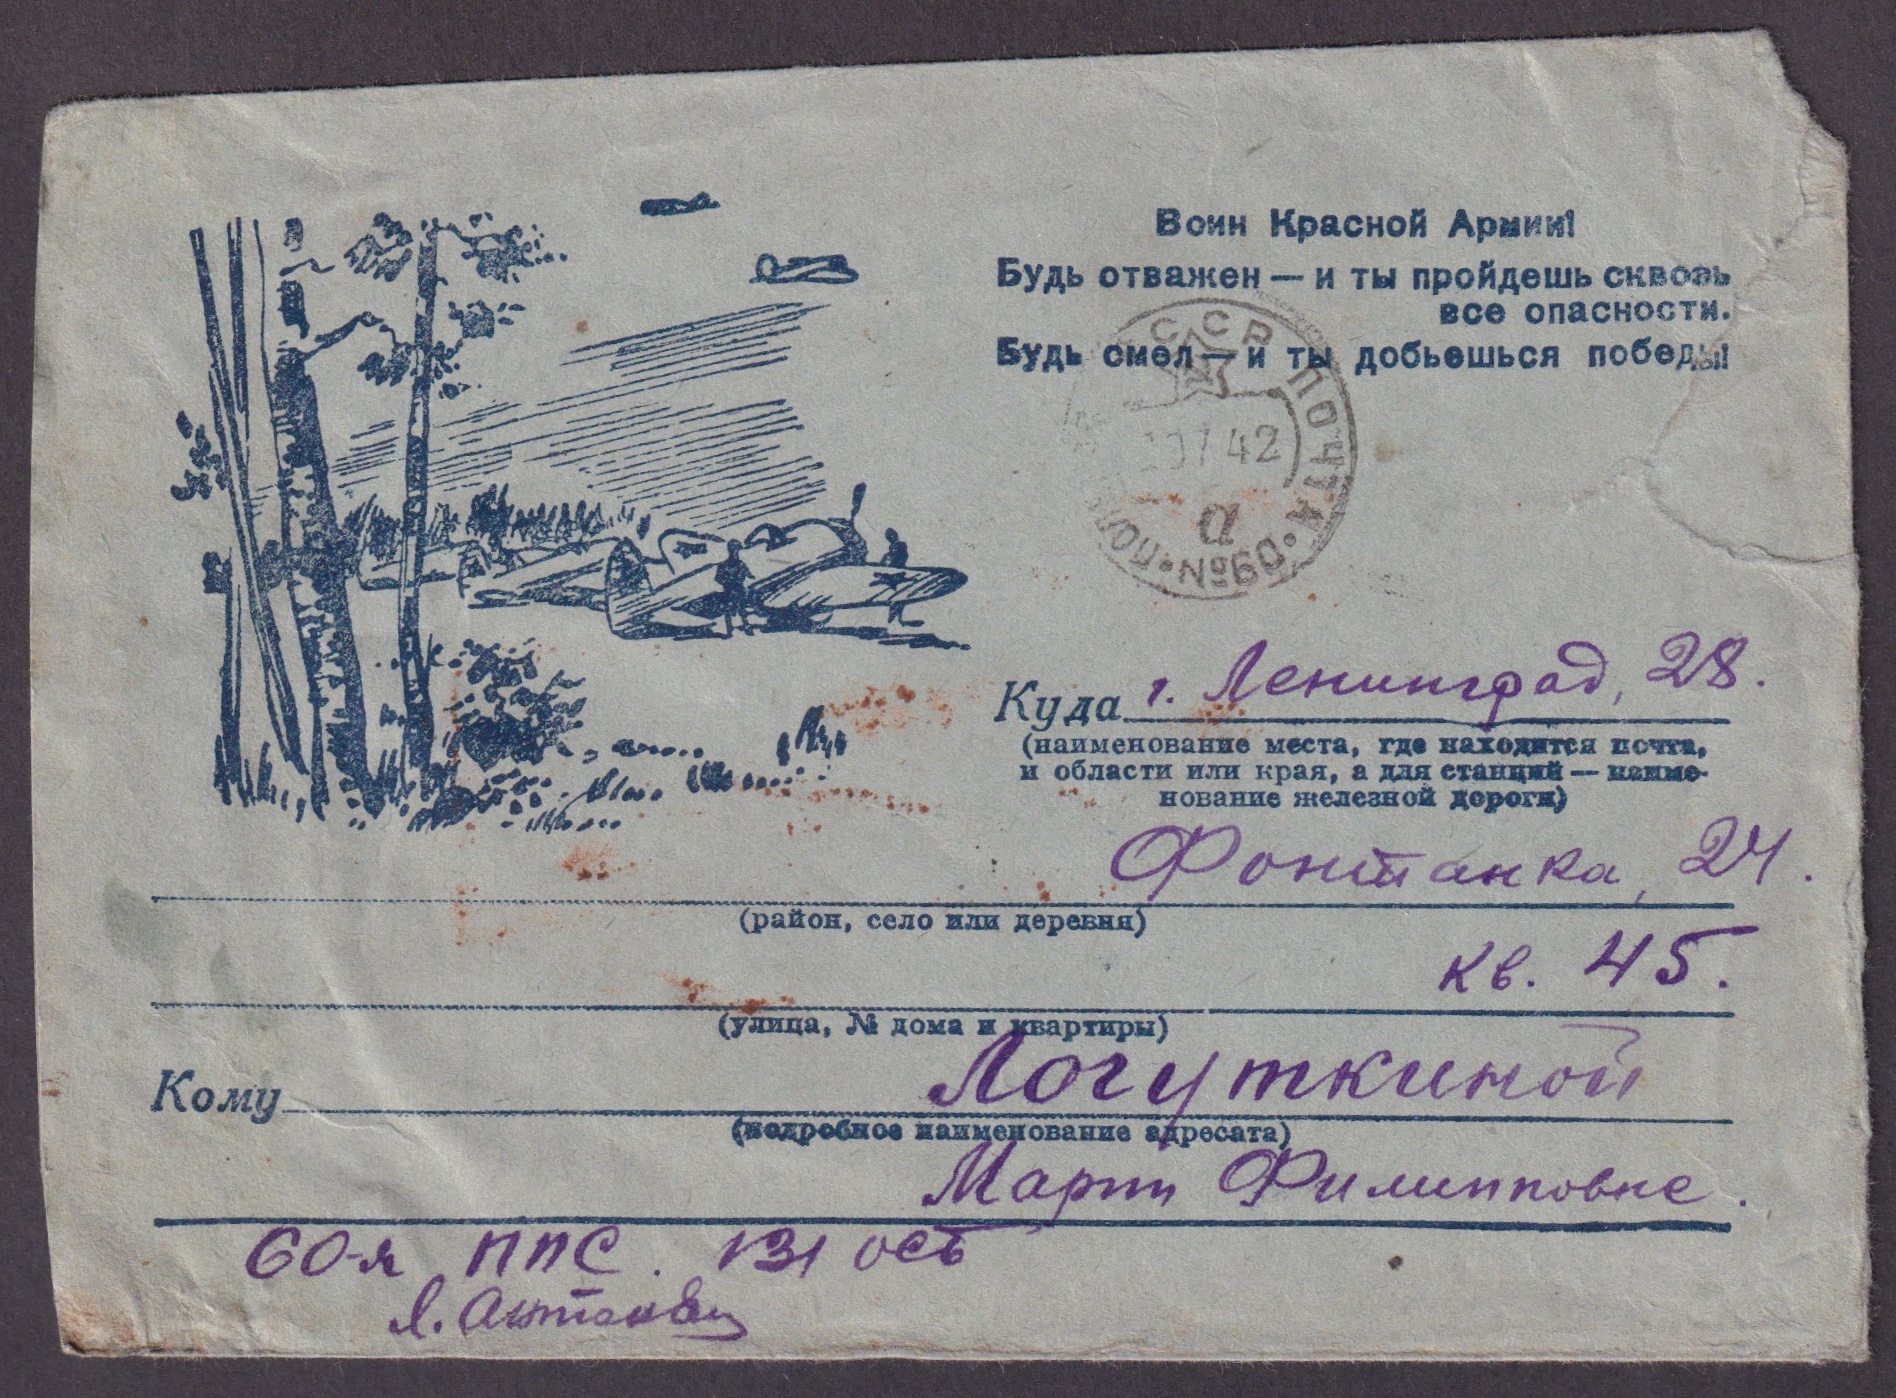 Воин Красной Армии!
Будь отважен — и ты пройдешь сквозь
все опасности.
Будь смел — и ты добьешься победы!
СССР ПОЧТА
42
а
№60
Куда г. Ленинград, 28.
(наименование места, где находится почта,
и области или края, а для станций — наиме-
нование железной дороги)
Фонтанка, 24.
(район, село или деревня)
кв. 45.
(улица, № дома и квартиры)
Кому Логуткиной
(подробное наименование адресата)
Марии Филипповне.
60-я ППС. 131 осб